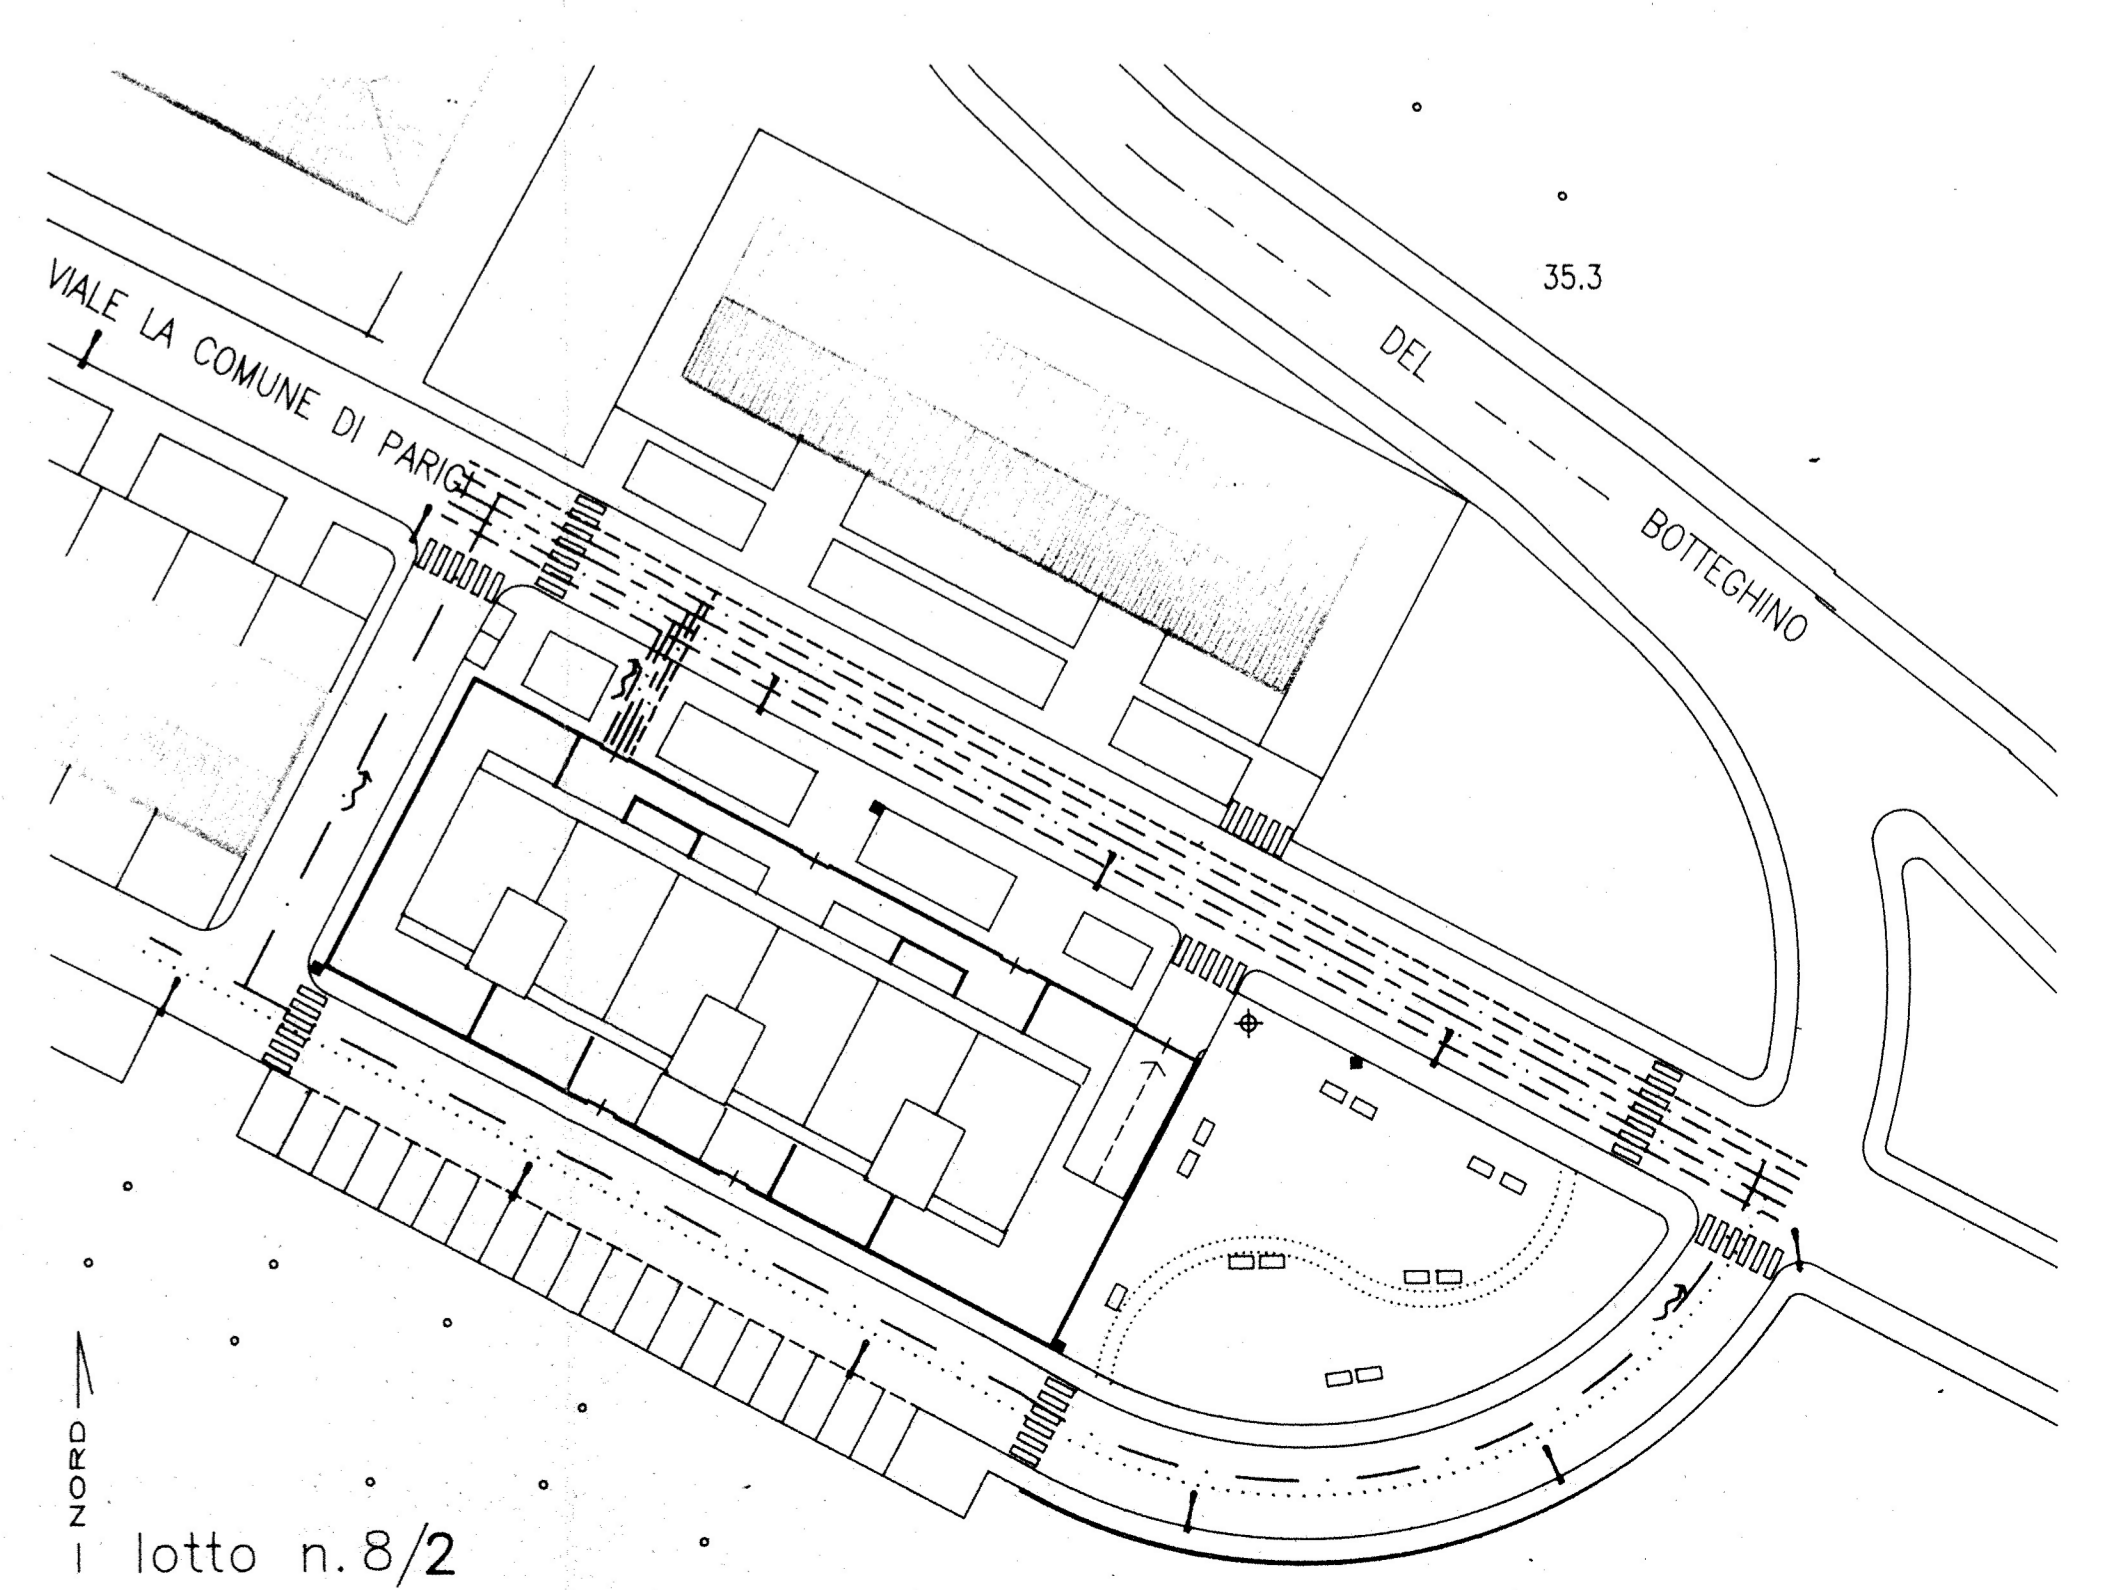 VIALE LA COMUNE DI PARIGI
35.3
DEL
BOTTEGHINO
NORD
lotto n.8/2